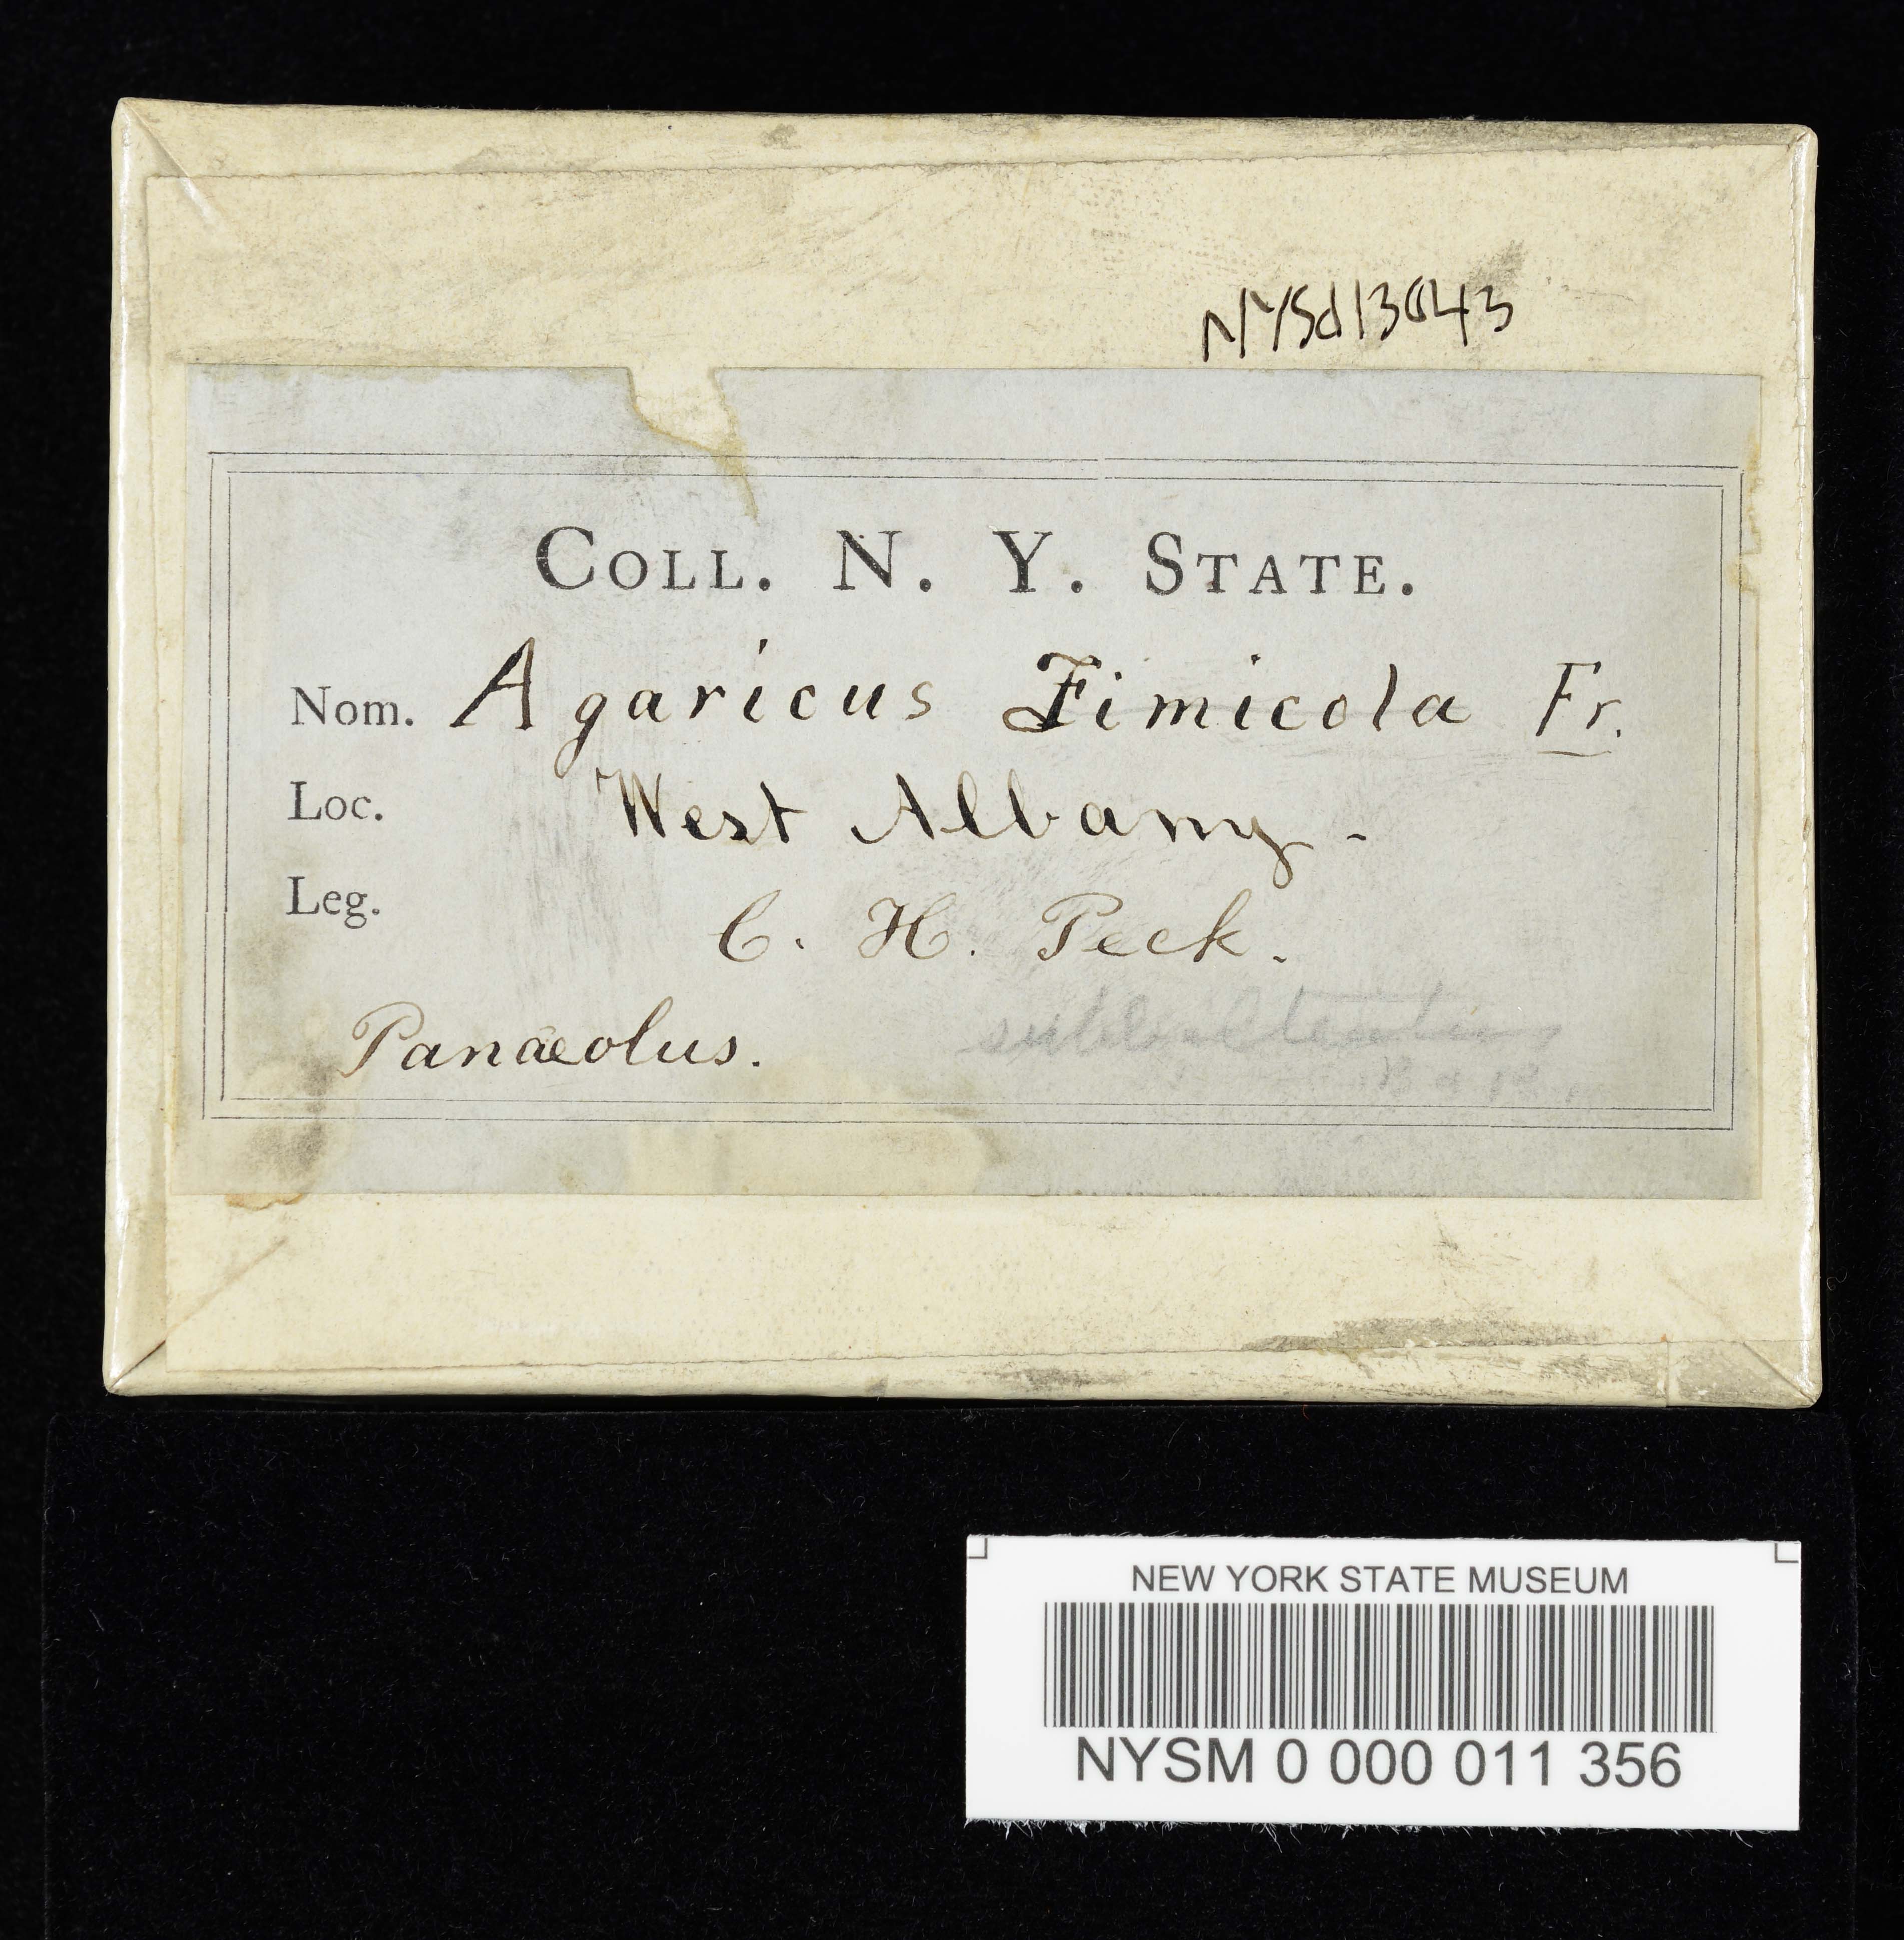 NYSd13043
COLL. N. Y. STATE.
Nom. Agaricus Fimicola Fr.
Loc. West Albany -
Leg. C. H. Peck.
Panæolus.
NEW YORK STATE MUSEUM
NYSM 0 000 011 356